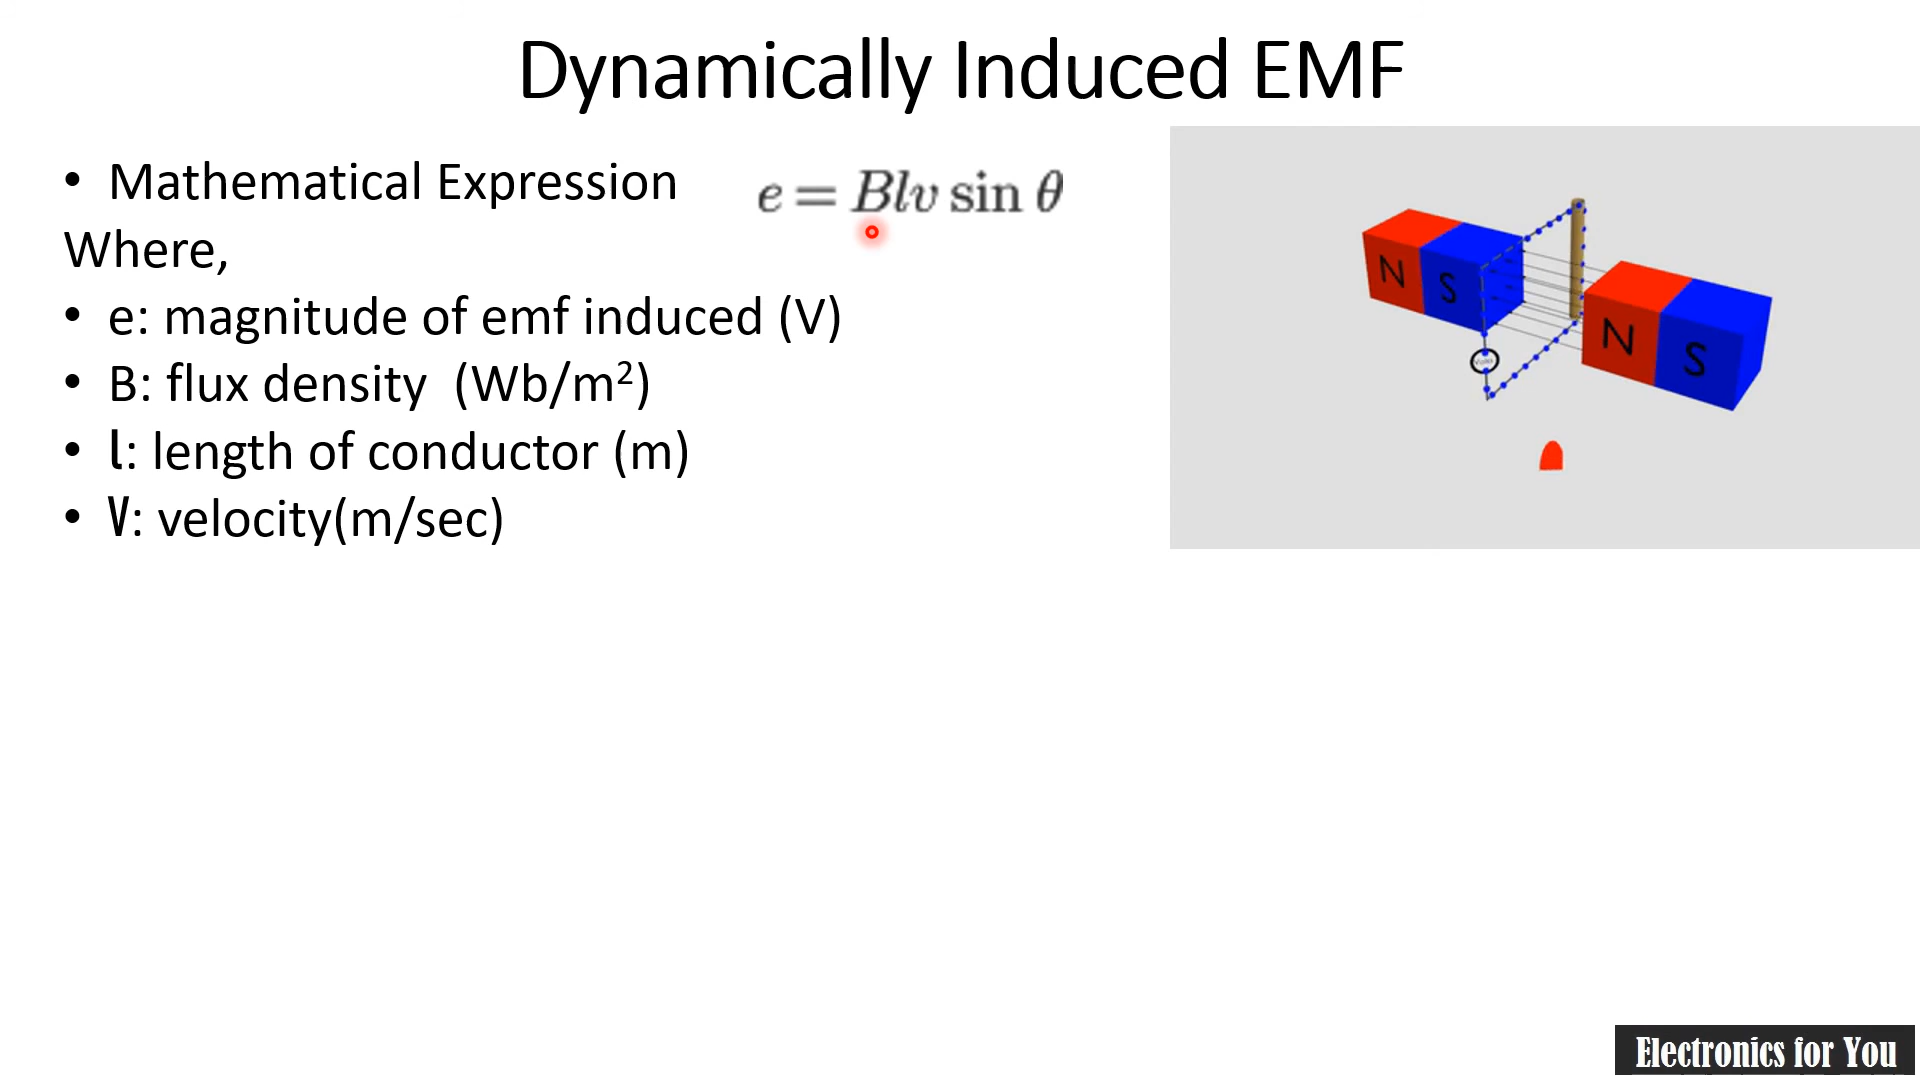 Dynamically Induced EMF
• Mathematical Expression e = Blv sin θ
Where,
• e: magnitude of emf induced (V)
• B: flux density (Wb/m²)
• l: length of conductor (m)
• V: velocity(m/sec)
N S
N S
Electronics for You